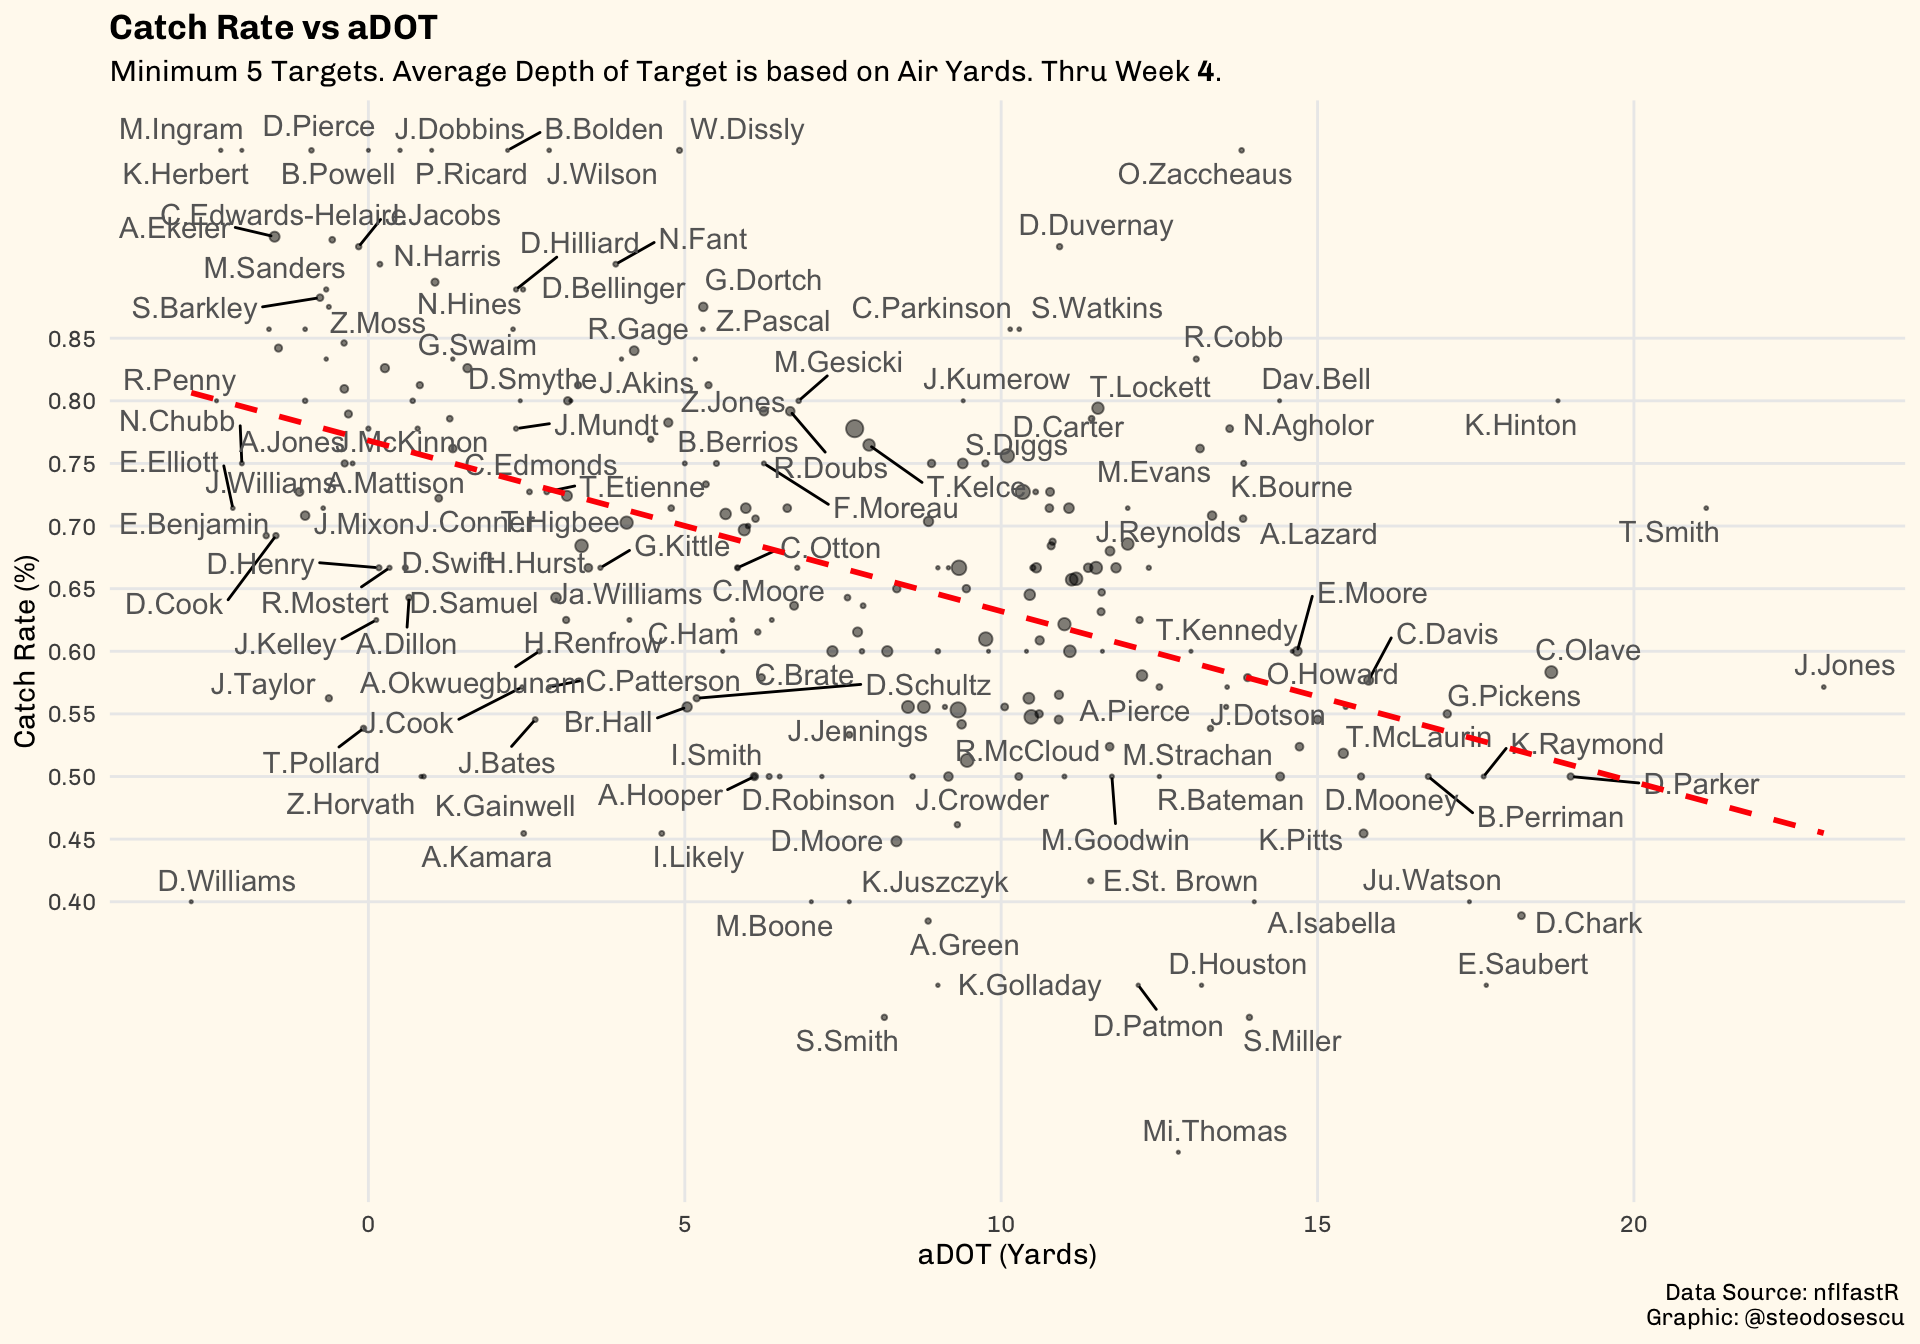 Catch Rate vs aDOT
Minimum 5 Targets. Average Depth of Target is based on Air Yards. Thru Week 4.
M.Ingram D.Pierce J.Dobbins B.Bolden W.Dissly
K.Herbert B.Powell P.Ricard J.Wilson O.Zaccheaus
C.Edwards-Helaire J.Jacobs
A.Ekeler D.Duvernay
D.Hilliard N.Fant
M.Sanders N.Harris
D.Bellinger G.Dortch
S.Barkley N.Hines C.Parkinson S.Watkins
Z.Moss R.Gage Z.Pascal
0.85 G.Swaim R.Cobb
M.Gesicki
R.Penny D.Smythe J.Akins J.Kumerow T.Lockett Dav.Bell
0.80 Z.Jones
N.Chubb J.Mundt D.Carter N.Agholor K.Hinton
A.Jones J.McKinnon B.Berrios S.Diggs
0.75 E.Elliott C.Edmonds R.Doubs M.Evans
J.Williams A.Mattison T.Etienne T.Kelce K.Bourne
F.Moreau
0.70 E.Benjamin J.Mixon J.Conner T.Higbee J.Reynolds A.Lazard T.Smith
G.Kittle C.Otton
D.Henry D.Swift H.Hurst
0.65 D.Cook R.Mostert D.Samuel Ja.Williams C.Moore E.Moore
J.Kelley A.Dillon H.Renfrow C.Ham T.Kennedy C.Davis
0.60 C.Olave
J.Taylor A.Okwuegbunam C.Patterson C.Brate D.Schultz O.Howard J.Jones
G.Pickens
0.55 J.Cook Br.Hall J.Jennings A.Pierce J.Dotson
T.Pollard J.Bates I.Smith R.McCloud M.Strachan T.McLaurin K.Raymond
0.50 D.Parker
Z.Horvath K.Gainwell A.Hooper D.Robinson J.Crowder R.Bateman D.Mooney B.Perriman
0.45 D.Moore M.Goodwin K.Pitts
A.Kamara I.Likely
D.Williams K.Juszczyk E.St. Brown Ju.Watson
0.40
M.Boone A.Isabella D.Chark
A.Green
D.Houston E.Saubert
K.Golladay
D.Patmon
S.Smith S.Miller
Mi.Thomas
Catch Rate (%)
0 5 10 15 20
aDOT (Yards)
Data Source: nflfastR
Graphic: @steodosescu